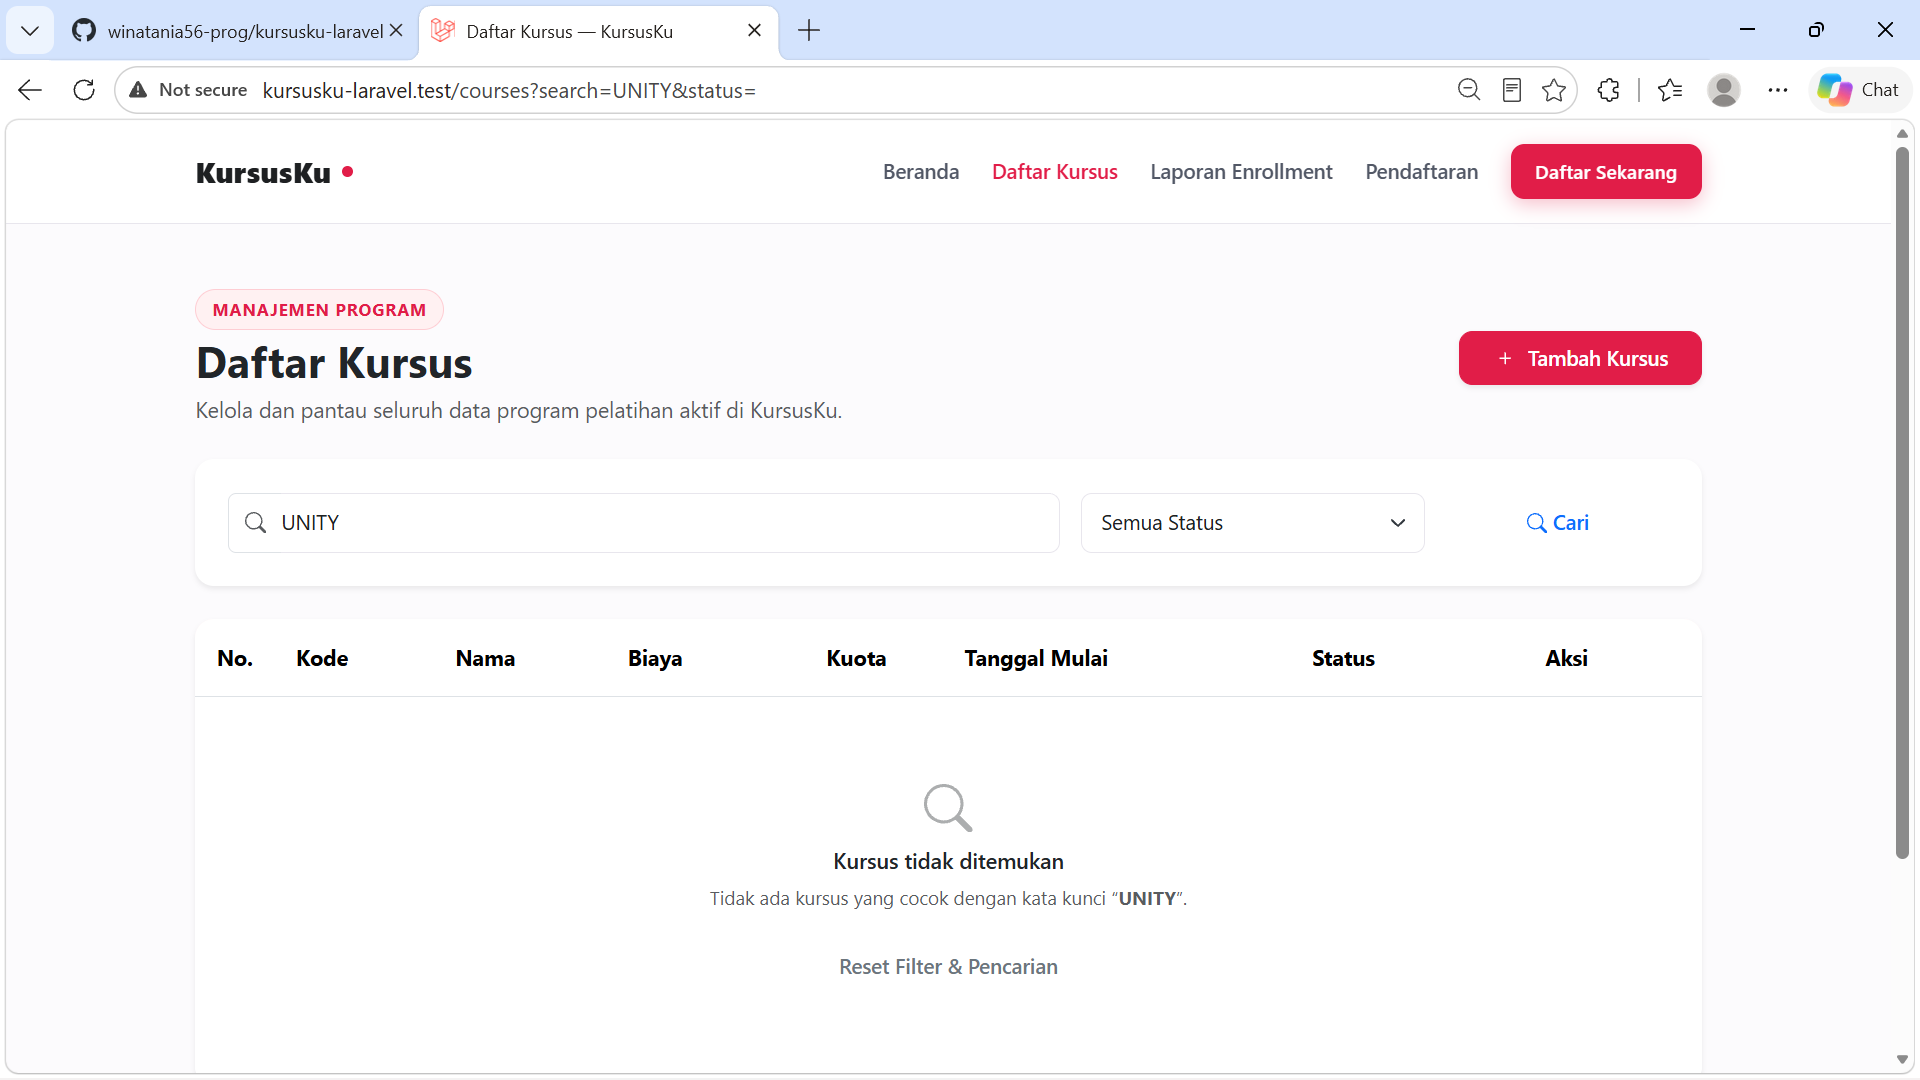 winatania56-prog/kursusku-laravel
Daftar Kursus — KursusKu
Not secure
kursusku-laravel.test/courses?search=UNITY&status=
Chat
KursusKu
Beranda
Daftar Kursus
Laporan Enrollment
Pendaftaran
Daftar Sekarang
MANAJEMEN PROGRAM
Daftar Kursus
Kelola dan pantau seluruh data program pelatihan aktif di KursusKu.
+ Tambah Kursus
UNITY
Semua Status
Cari
No. Kode Nama Biaya Kuota Tanggal Mulai Status Aksi
Kursus tidak ditemukan
Tidak ada kursus yang cocok dengan kata kunci “UNITY”.
Reset Filter & Pencarian